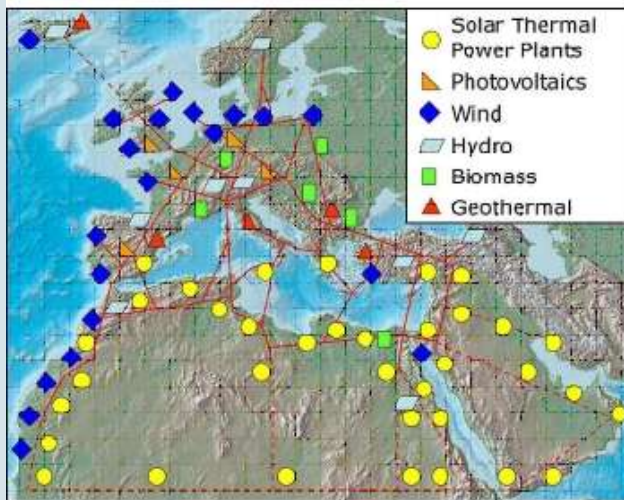 Solar Thermal
Power Plants
Photovoltaics
Wind
Hydro
Biomass
Geothermal